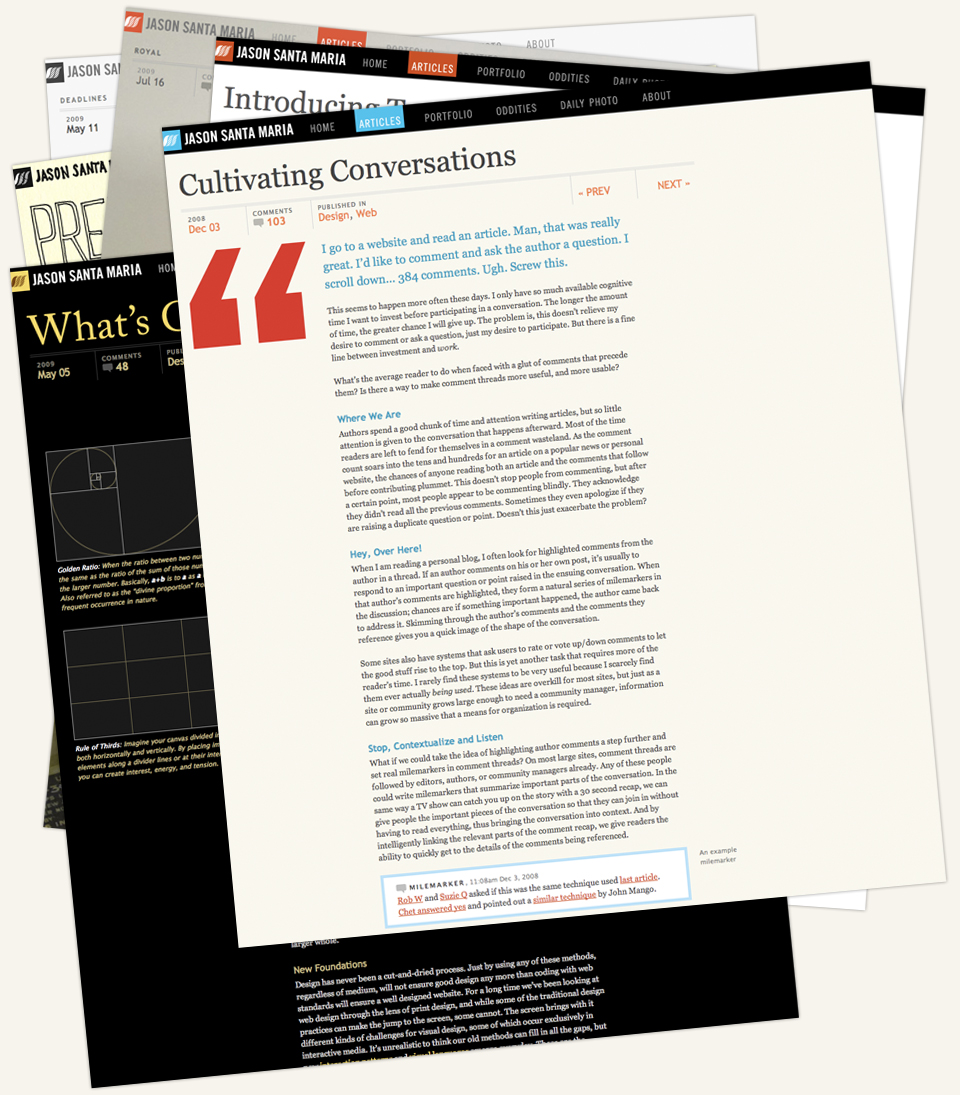 JASON SANTA MARIA HOME ARTICLES ABOUT
ROYAL
2009
Jul 16
JASON SANTA MARIA HOME ARTICLES PORTFOLIO ODDITIES DAILY PHOTO
Introducing
JASON SA
DEADLINES
2009
May 11
JASON SANTA
PRE
JASON SANTA MARIA HOM
What's
2009
May 05
COMMENTS
48
PUBL
Des
Golden Ratio: When the ratio between two nu
the same as the ratio of the sum of those num
the larger number. Basically, a+b is to a as a
Also referred to as the "divine proportion" fro
frequent occurrence in nature.
Rule of Thirds: Imagine your canvas divided i
both horizontally and vertically. By placing im
elements along a divider lines or at their inte
you can create interest, energy, and tension.
JASON SANTA MARIA HOME ARTICLES PORTFOLIO ODDITIES DAILY PHOTO ABOUT
Cultivating Conversations
2008
Dec 03
COMMENTS
103
PUBLISHED IN
Design, Web
« PREV
NEXT »
“
I go to a website and read an article. Man, that was really
great. I'd like to comment and ask the author a question. I
scroll down... 384 comments. Ugh. Screw this.
This seems to happen more often these days. I only have so much available cognitive
time I want to invest before participating in a conversation. The longer the amount
of time, the greater chance I will give up. The problem is, this doesn't relieve my
desire to comment or ask a question, just my desire to participate. But there is a fine
line between investment and work.
What's the average reader to do when faced with a glut of comments that precede
them? Is there a way to make comment threads more useful, and more usable?
Where We Are
Authors spend a good chunk of time and attention writing articles, but so little
attention is given to the conversation that happens afterward. Most of the time
readers are left to fend for themselves in a comment wasteland. As the comment
count soars into the tens and hundreds for an article on a popular news or personal
website, the chances of anyone reading both an article and the comments that follow
before contributing plummet. This doesn't stop people from commenting, but after
a certain point, most people appear to be commenting blindly. They acknowledge
they didn't read all the previous comments. Sometimes they even apologize if they
are raising a duplicate question or point. Doesn't this just exacerbate the problem?
Hey, Over Here!
When I am reading a personal blog, I often look for highlighted comments from the
author in a thread. If an author comments on his or her own post, it's usually to
respond to an important question or point raised in the ensuing conversation. When
that author's comments are highlighted, they form a natural series of milemarkers in
the discussion; chances are if something important happened, the author came back
to address it. Skimming through the author's comments and the comments they
reference gives you a quick image of the shape of the conversation.
Some sites also have systems that ask users to rate or vote up/down comments to let
the good stuff rise to the top. But this is yet another task that requires more of the
reader's time. I rarely find these systems to be very useful because I scarcely find
them ever actually being used. These ideas are overkill for most sites, but just as a
site or community grows large enough to need a community manager, information
can grow so massive that a means for organization is required.
Stop, Contextualize and Listen
What if we could take the idea of highlighting author comments a step further and
set real milemarkers in comment threads? On most large sites, comment threads are
followed by editors, authors, or community managers already. Any of these people
could write milemarkers that summarize important parts of the conversation. In the
same way a TV show can catch you up on the story with a 30 second recap, we can
give people the important pieces of the conversation so that they can join in without
having to read everything, thus bringing the conversation into context. And by
intelligently linking the relevant parts of the comment recap, we give readers the
ability to quickly get to the details of the comments being referenced.
MILEMARKER, 11:08am Dec 3, 2008
Rob W and Suzie Q asked if this was the same technique used last article.
Chet answered yes and pointed out a similar technique by John Mango.
An example
milemarker
larger whole.
New Foundations
Design has never been a cut-and-dried process. Just by using any of these methods,
regardless of medium, will not ensure good design any more than coding with web
standards will ensure a well designed website. For a long time we've been looking at
web design through the lens of print design, and while some of the traditional design
practices can make the jump to the screen, some cannot. The screen brings with it
different kinds of challenges for visual design, some of which occur exclusively in
interactive media. It's unrealistic to think our old methods can fill in all the gaps, but